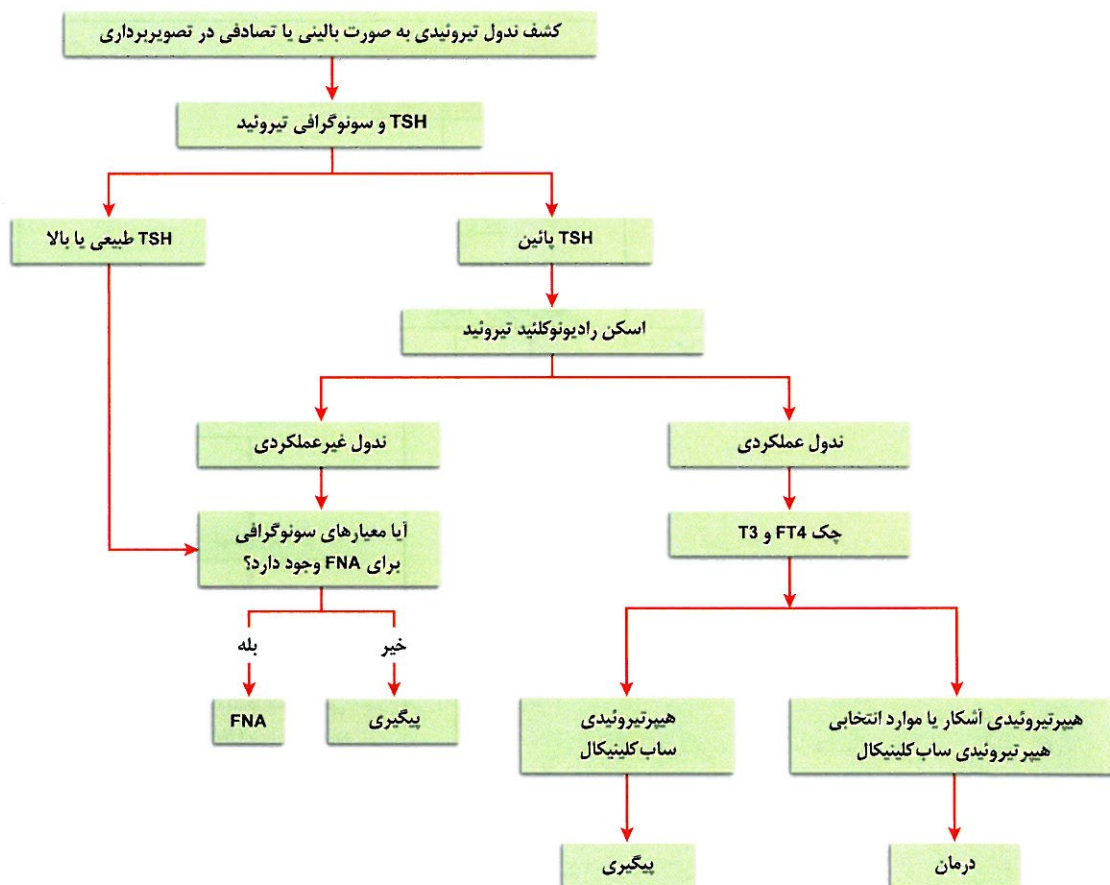 کشف ندول تیروئیدی به صورت بالینی یا تصادفی در تصویربرداری
TSH و سونوگرافی تیروئید
TSH طبیعی یا بالا
TSH پائین
اسکن رادیونوکلئید تیروئید
ندول غیرعملکردی
ندول عملکردی
آیا معیارهای سونوگرافی
برای FNA وجود دارد؟
چک FT4 و T3
بله
خیر
FNA
پیگیری
هیپرتیروئیدی
ساب‌کلینیکال
هیپرتیروئیدی آشکار یا موارد انتخابی
هیپرتیروئیدی ساب‌کلینیکال
پیگیری
درمان